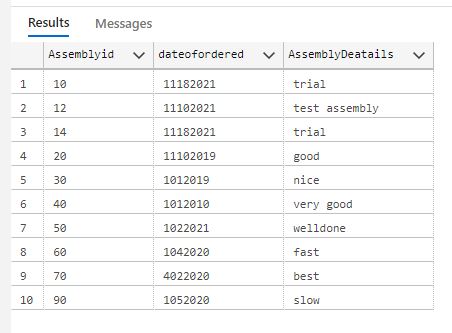 Results Messages
Assemblyid dateofordered AssemblyDeatails
1 10 11182021 trial
2 12 11102021 test assembly
3 14 11182021 trial
4 20 11102019 good
5 30 1012019 nice
6 40 1012010 very good
7 50 1022021 welldone
8 60 1042020 fast
9 70 4022020 best
10 90 1052020 slow